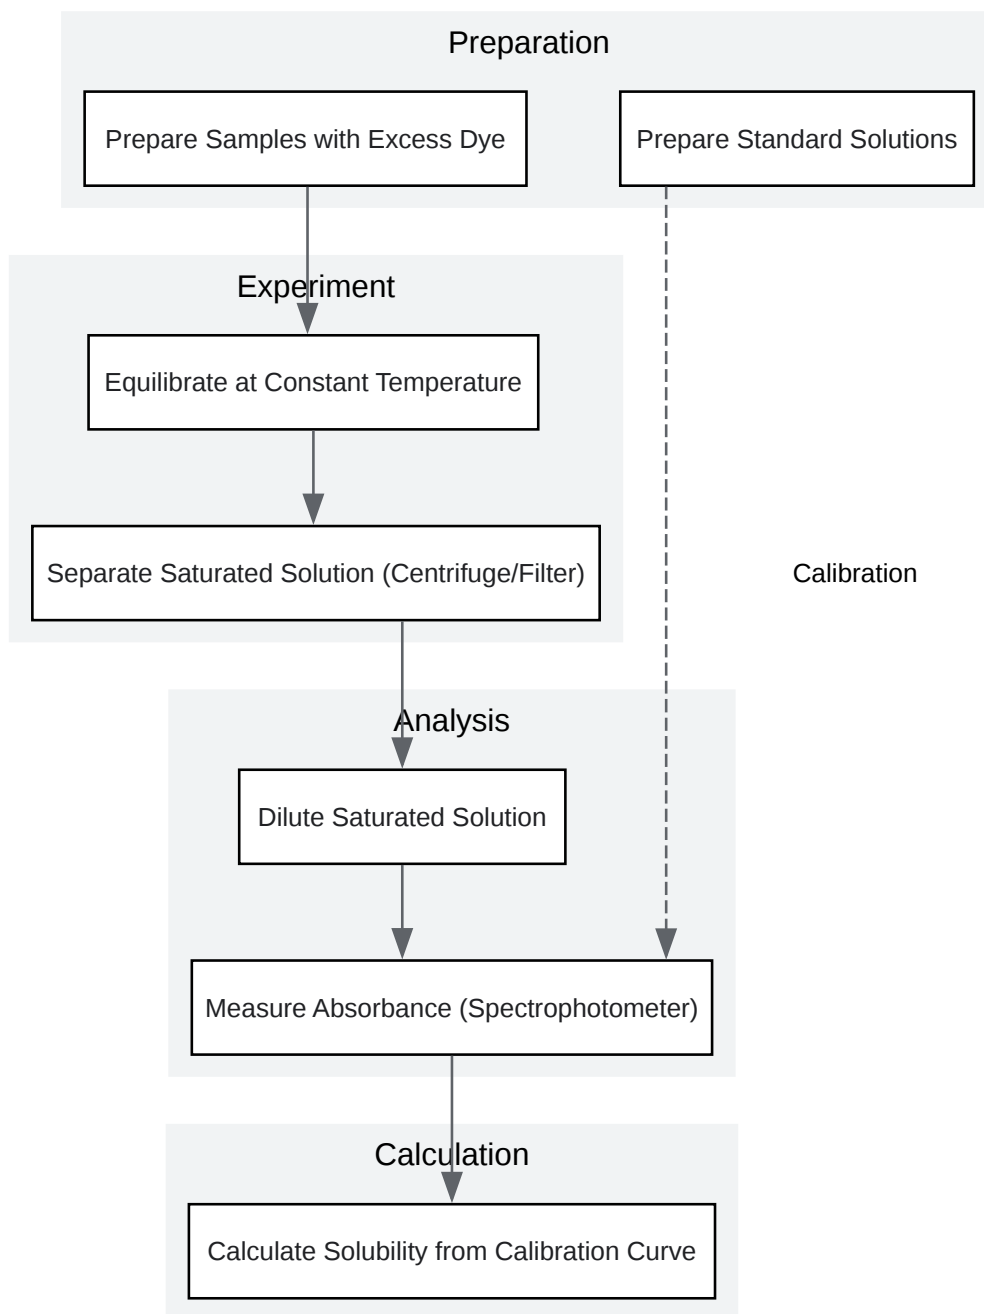 Preparation
Prepare Samples with Excess Dye
Prepare Standard Solutions
Experiment
Equilibrate at Constant Temperature
Separate Saturated Solution (Centrifuge/Filter)
Calibration
Analysis
Dilute Saturated Solution
Measure Absorbance (Spectrophotometer)
Calculation
Calculate Solubility from Calibration Curve